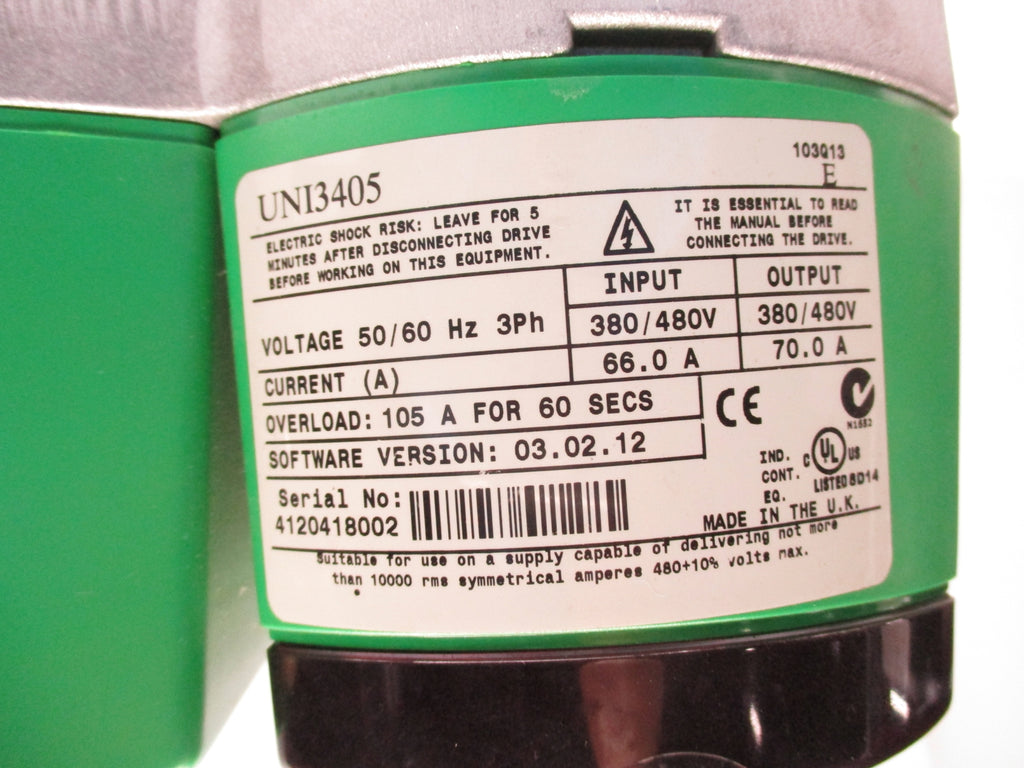 UNI3405
103Q13
E
ELECTRIC SHOCK RISK: LEAVE FOR 5
MINUTES AFTER DISCONNECTING DRIVE
BEFORE WORKING ON THIS EQUIPMENT.
IT IS ESSENTIAL TO READ
THE MANUAL BEFORE
CONNECTING THE DRIVE.
INPUT OUTPUT
VOLTAGE 50/60 Hz 3Ph 380/480V 380/480V
CURRENT (A) 66.0 A 70.0 A
OVERLOAD: 105 A FOR 60 SECS
SOFTWARE VERSION: 03.02.12
CE
N1652
Serial No:
4120418002
IND.
CONT.
EQ.
C UL US
LISTED 8D14
MADE IN THE U.K.
Suitable for use on a supply capable of delivering not more
than 10000 rms symmetrical amperes 480+10% volts max.